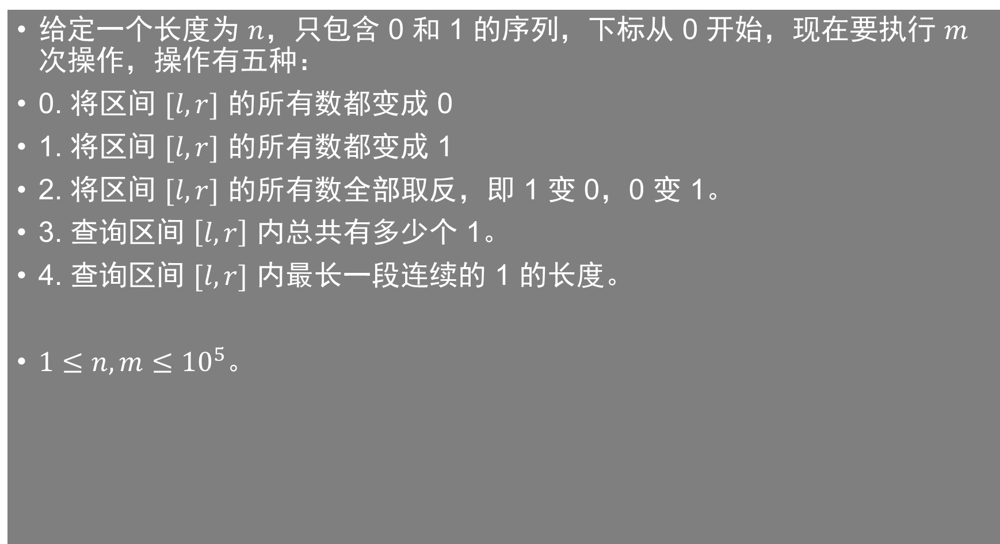 • 给定一个长度为 n，只包含 0 和 1 的序列，下标从 0 开始，现在要执行 m
次操作，操作有五种：
• 0. 将区间 [l, r] 的所有数都变成 0
• 1. 将区间 [l, r] 的所有数都变成 1
• 2. 将区间 [l, r] 的所有数全部取反，即 1 变 0，0 变 1。
• 3. 查询区间 [l, r] 内总共有多少个 1。
• 4. 查询区间 [l, r] 内最长一段连续的 1 的长度。
• 1 ≤ n, m ≤ 10⁵。